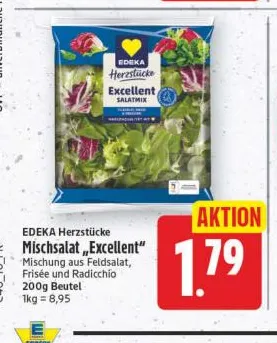 EDEKA
Herzstücke
Excellent
SALATMIX
AKTION
EDEKA Herzstücke
Mischsalat „Excellent“
Mischung aus Feldsalat,
Frisée und Radicchio
200g Beutel
1kg = 8,95
1.79